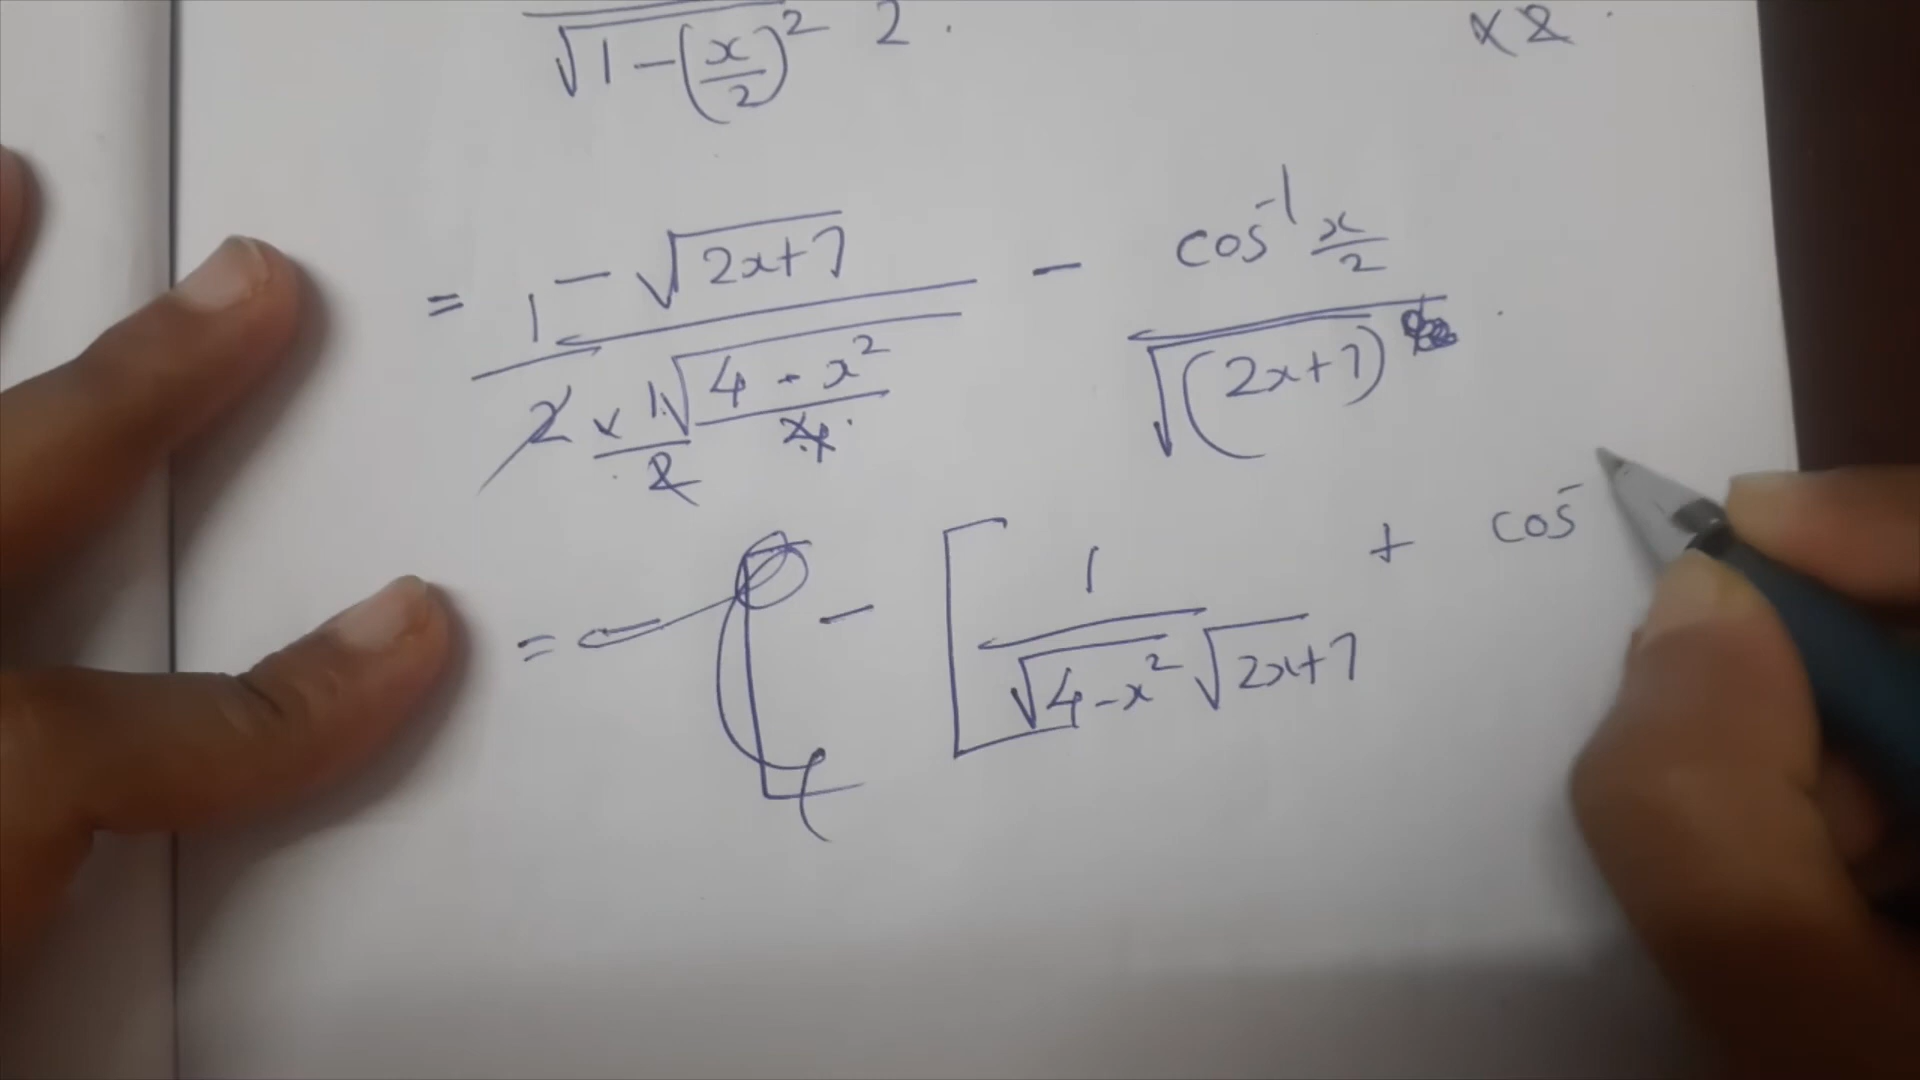 √1-(x/2)² 2 . x2 .
= 1 - √2x+7 / 2 x 1/2 √4-x²/4 - cos⁻¹ x/2 / √(2x+7) .
= - - [ 1 / √4-x² √2x+7 + cos⁻